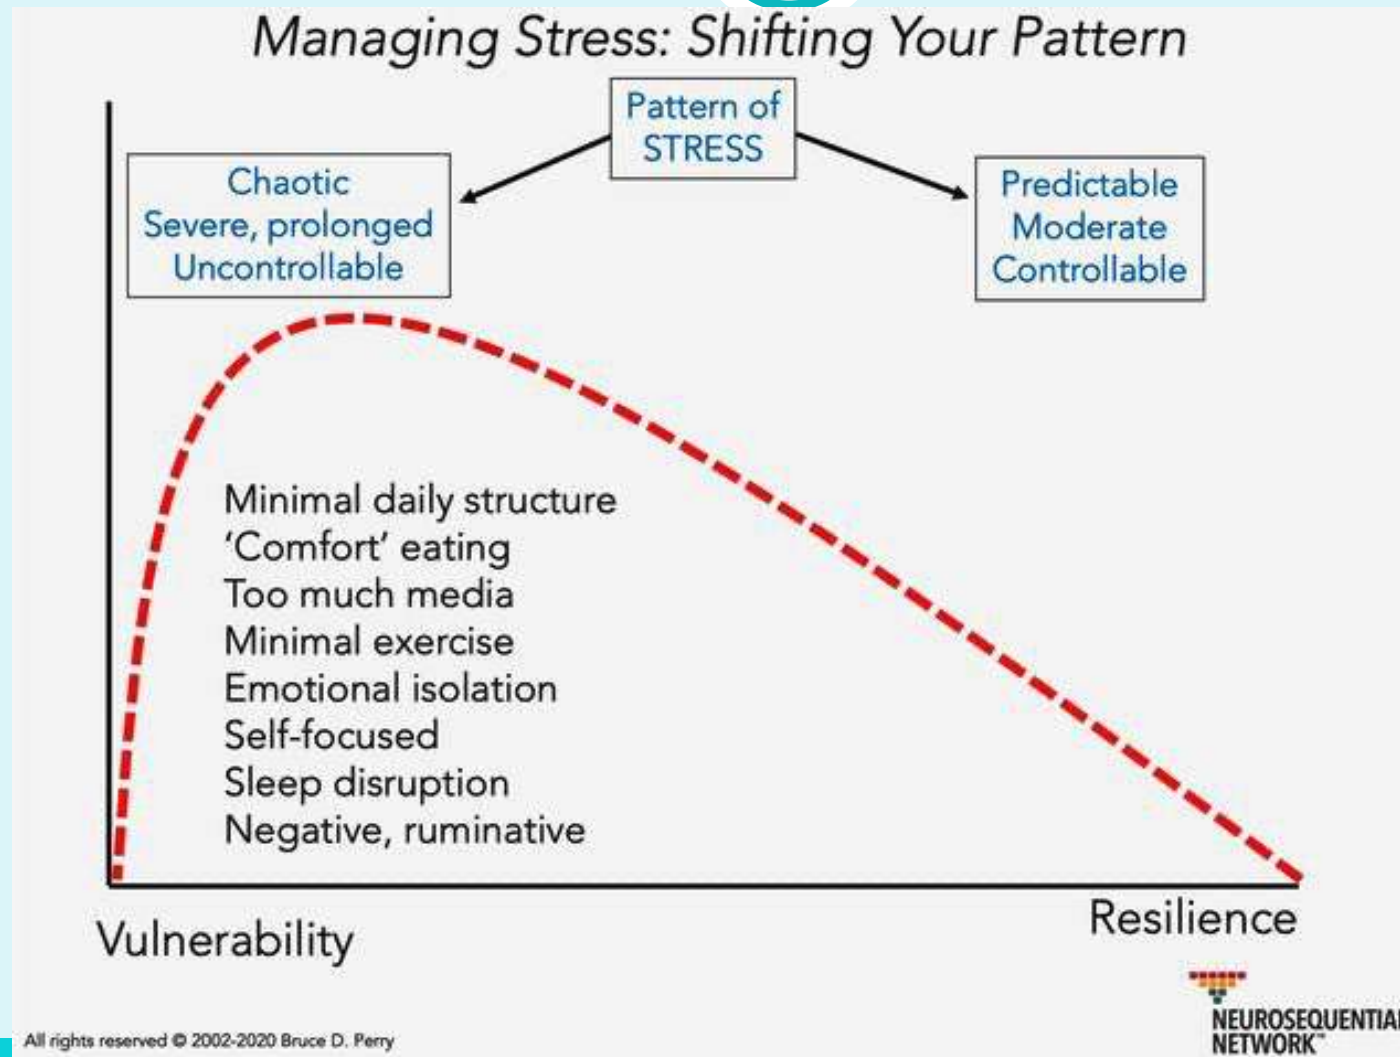 Managing Stress: Shifting Your Pattern
Pattern of
STRESS
Chaotic
Severe, prolonged
Uncontrollable
Predictable
Moderate
Controllable
Minimal daily structure
‘Comfort’ eating
Too much media
Minimal exercise
Emotional isolation
Self-focused
Sleep disruption
Negative, ruminative
Vulnerability
Resilience
NEUROSEQUENTIAL
NETWORK™
All rights reserved © 2002-2020 Bruce D. Perry